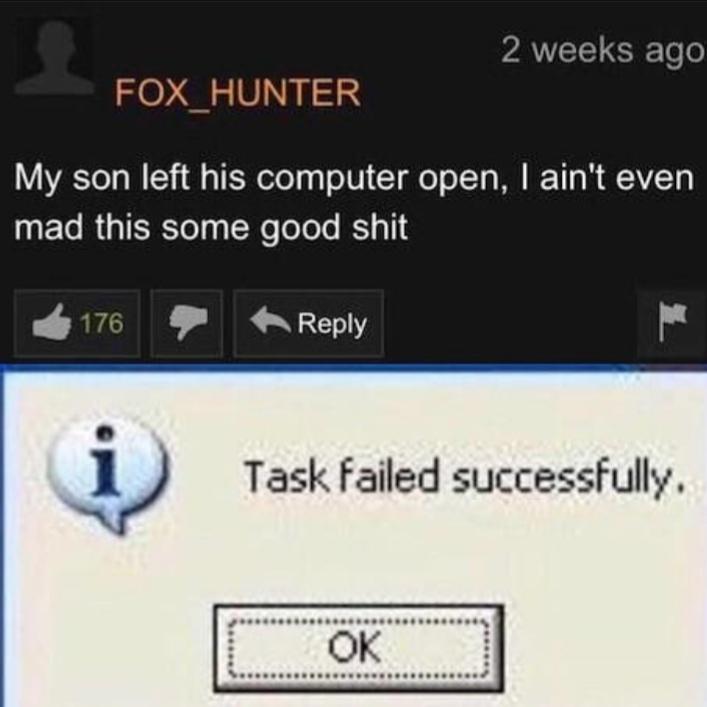 2 weeks ago
FOX_HUNTER
My son left his computer open, I ain't even
mad this some good shit
176
Reply
Task failed successfully.
OK